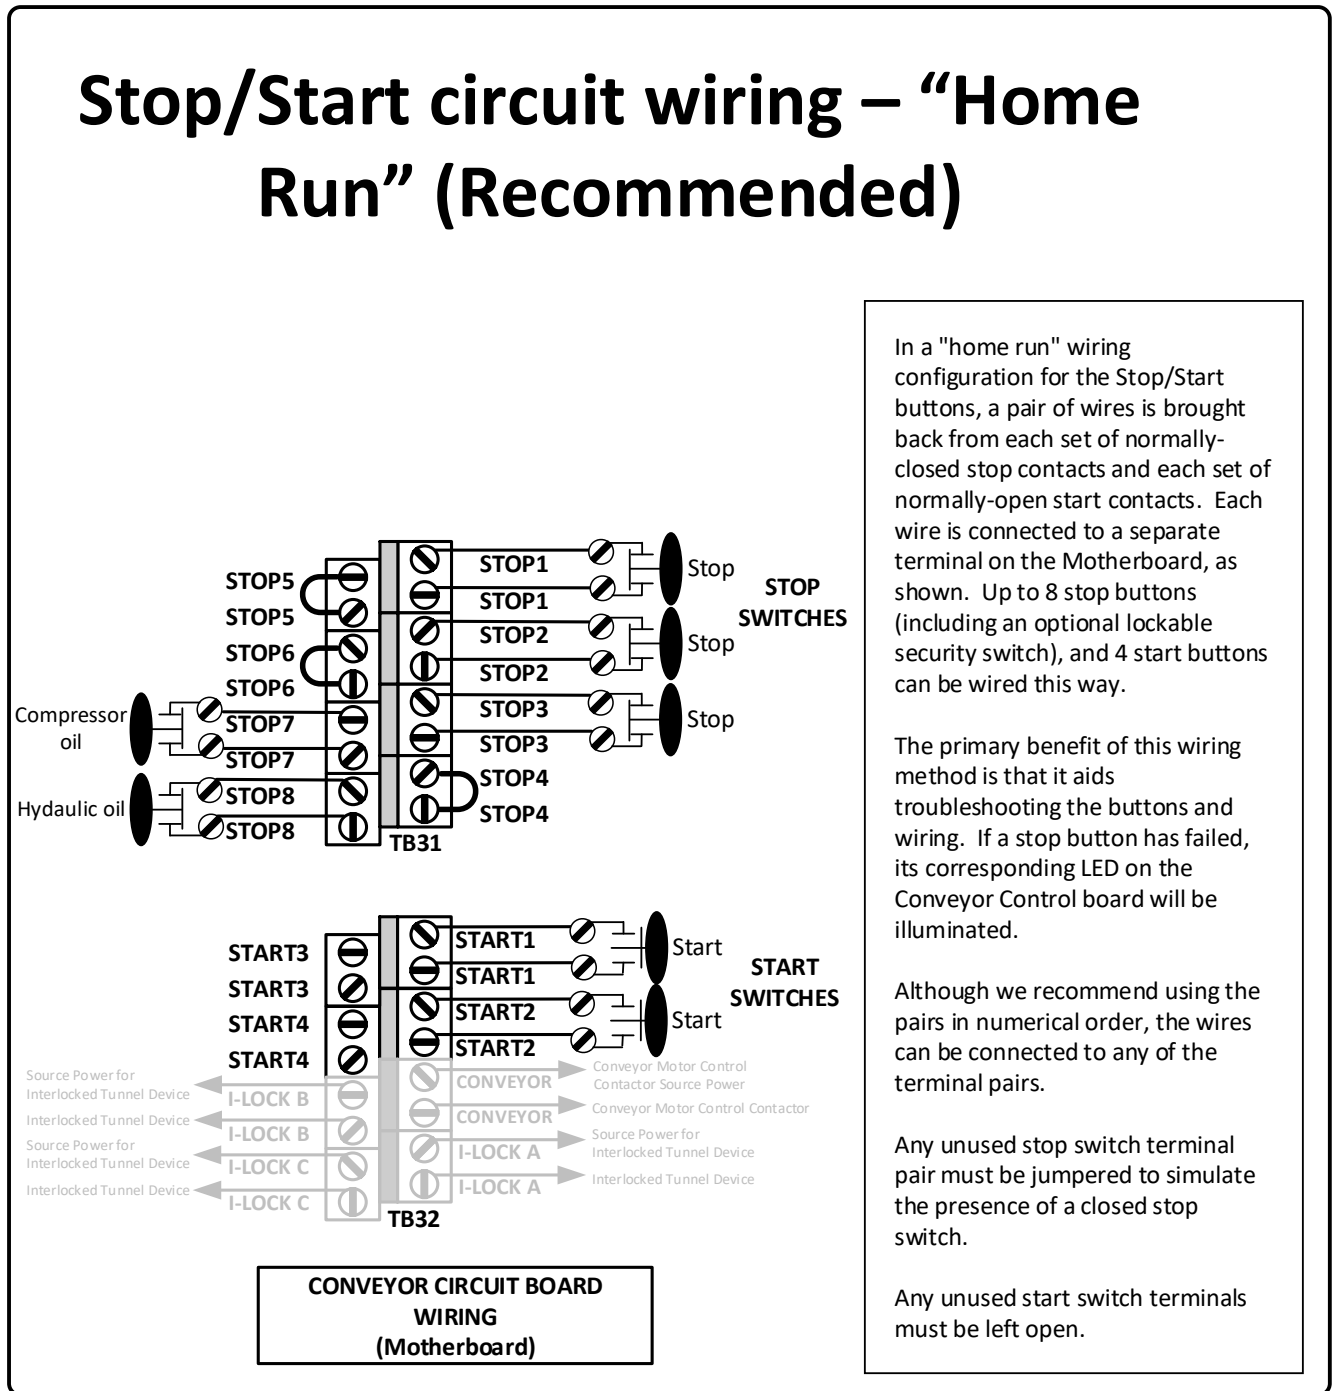 Stop/Start circuit wiring – “Home
Run” (Recommended)
In a "home run" wiring
configuration for the Stop/Start
buttons, a pair of wires is brought
back from each set of normally-
closed stop contacts and each set of
normally-open start contacts.  Each
wire is connected to a separate
terminal on the Motherboard, as
shown.  Up to 8 stop buttons
(including an optional lockable
security switch), and 4 start buttons
can be wired this way.
The primary benefit of this wiring
method is that it aids
troubleshooting the buttons and
wiring.  If a stop button has failed,
its corresponding LED on the
Conveyor Control board will be
illuminated.
Although we recommend using the
pairs in numerical order, the wires
can be connected to any of the
terminal pairs.
Any unused stop switch terminal
pair must be jumpered to simulate
the presence of a closed stop
switch.
Any unused start switch terminals
must be left open.
STOP5
STOP5
STOP6
STOP6
Compressor
oil
STOP7
STOP7
Hydaulic oil
STOP8
STOP8
STOP1
STOP1
Stop
STOP2
STOP2
Stop
STOP3
STOP3
Stop
STOP4
STOP4
STOP
SWITCHES
TB31
START3
START3
START4
START4
START1
START1
Start
START2
START2
Start
START
SWITCHES
Source Power for
Interlocked Tunnel Device
I-LOCK B
Interlocked Tunnel Device
I-LOCK B
Source Power for
Interlocked Tunnel Device
I-LOCK C
Interlocked Tunnel Device
I-LOCK C
CONVEYOR
Conveyor Motor Control
Contactor Source Power
CONVEYOR
Conveyor Motor Control Contactor
I-LOCK A
Source Power for
Interlocked Tunnel Device
I-LOCK A
Interlocked Tunnel Device
TB32
CONVEYOR CIRCUIT BOARD
WIRING
(Motherboard)